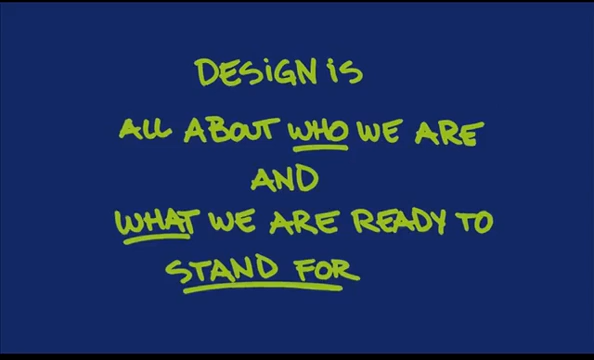 DESiGN iS
ALL ABOUT WHO WE ARE
AND
WHAT WE ARE READY TO
STAND FOR